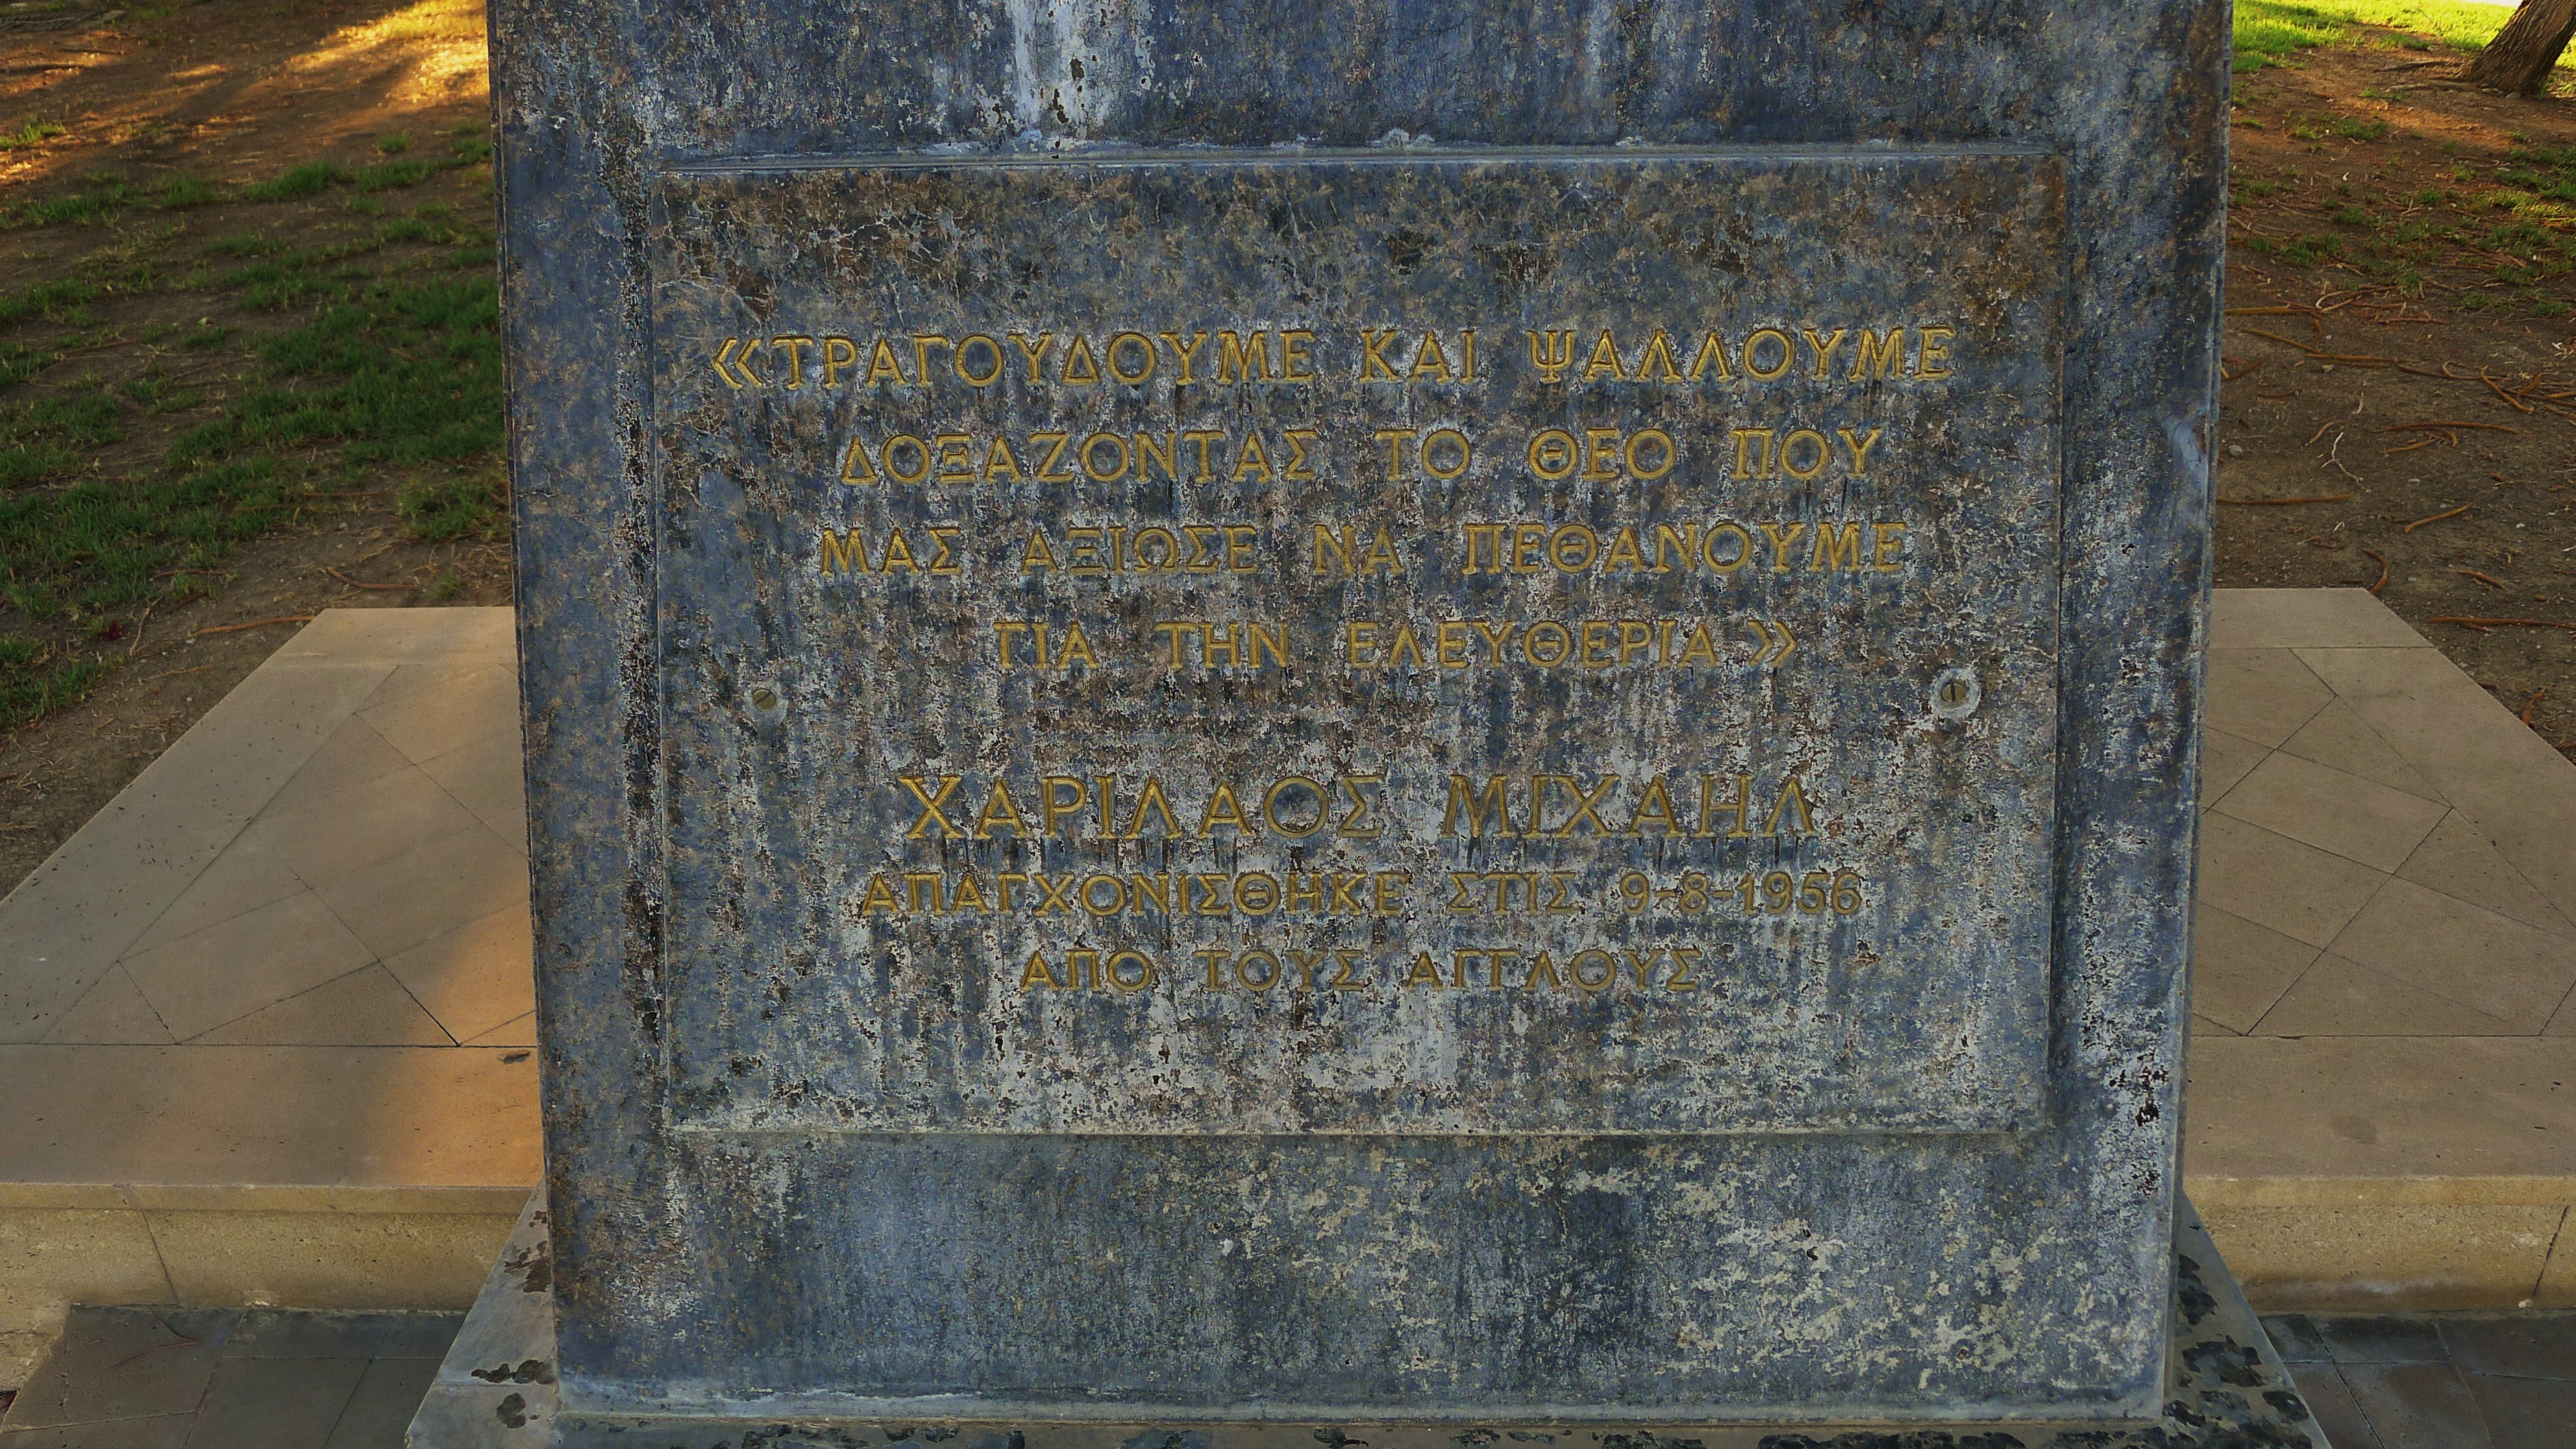 «ΤΡΑΓΟΥΔΟΥΜΕ ΚΑΙ ΨΑΛΛΟΥΜΕ
ΔΟΞΑΖΟΝΤΑΣ ΤΟ ΘΕΟ ΠΟΥ
ΜΑΣ ΑΞΙΩΣΕ ΝΑ ΠΕΘΑΝΟΥΜΕ
ΓΙΑ ΤΗΝ ΕΛΕΥΘΕΡΙΑ»
ΧΑΡΙΛΑΟΣ ΜΙΧΑΗΛ
ΑΠΑΓΧΟΝΙΣΘΗΚΕ ΣΤΙΣ 9-8-1956
ΑΠΟ ΤΟΥΣ ΑΓΓΛΟΥΣ